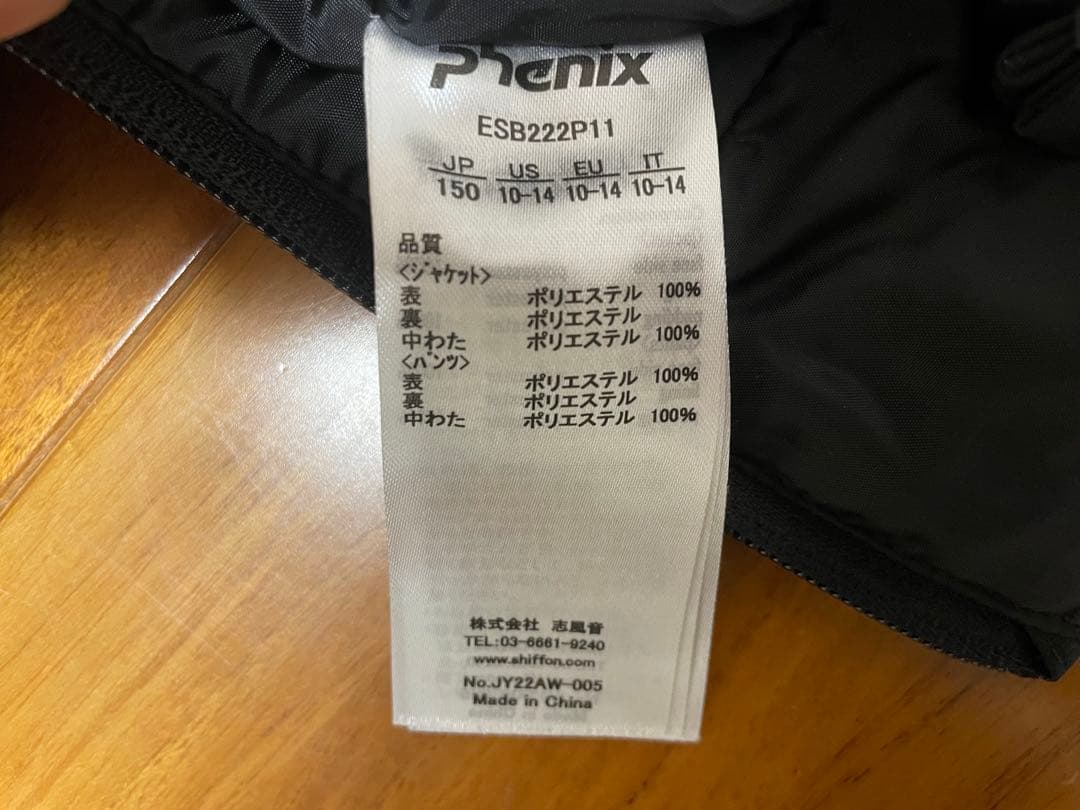 Phenix
ESB222P11
JP US EU IT
150 10-14 10-14 10-14
品質
<ジャケット>
表 ポリエステル 100%
裏 ポリエステル
中わた ポリエステル 100%
<パンツ>
表 ポリエステル 100%
裏 ポリエステル
中わた ポリエステル 100%
株式会社 志風音
TEL:03-6661-9240
www.shiffon.com
No.JY22AW-005
Made in China